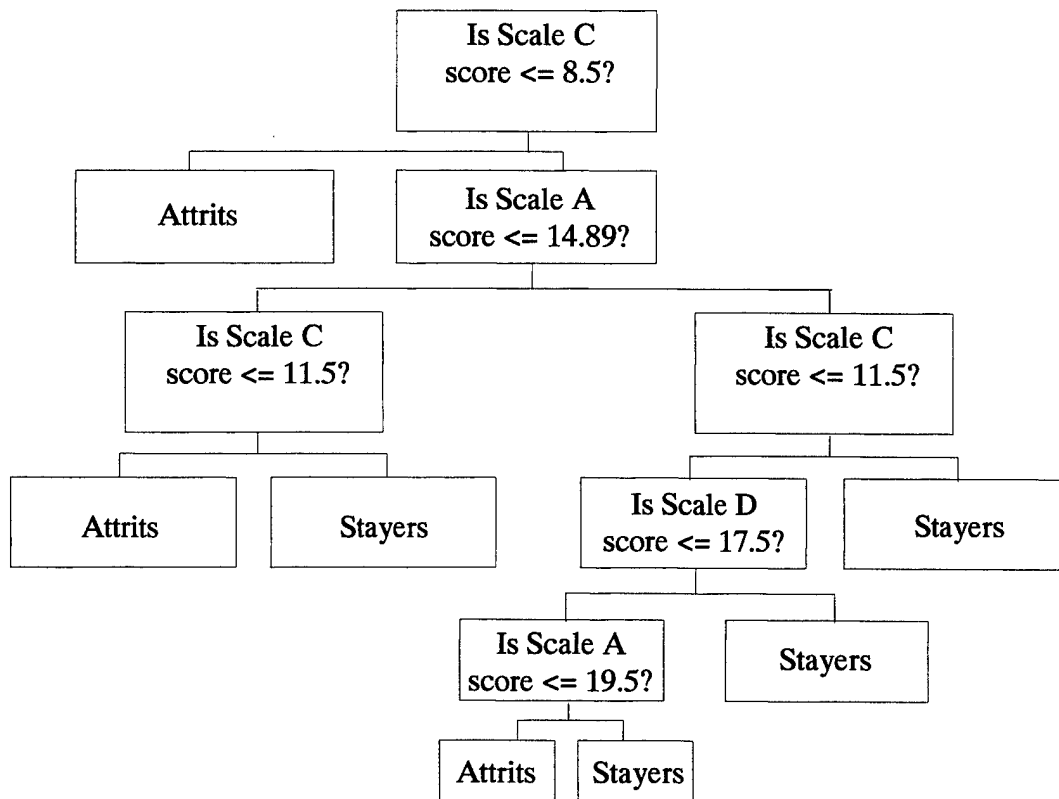 Is Scale C
score <= 8.5?
Attrits
Is Scale A
score <= 14.89?
Is Scale C
score <= 11.5?
Is Scale C
score <= 11.5?
Attrits
Stayers
Is Scale D
score <= 17.5?
Stayers
Is Scale A
score <= 19.5?
Stayers
Attrits
Stayers